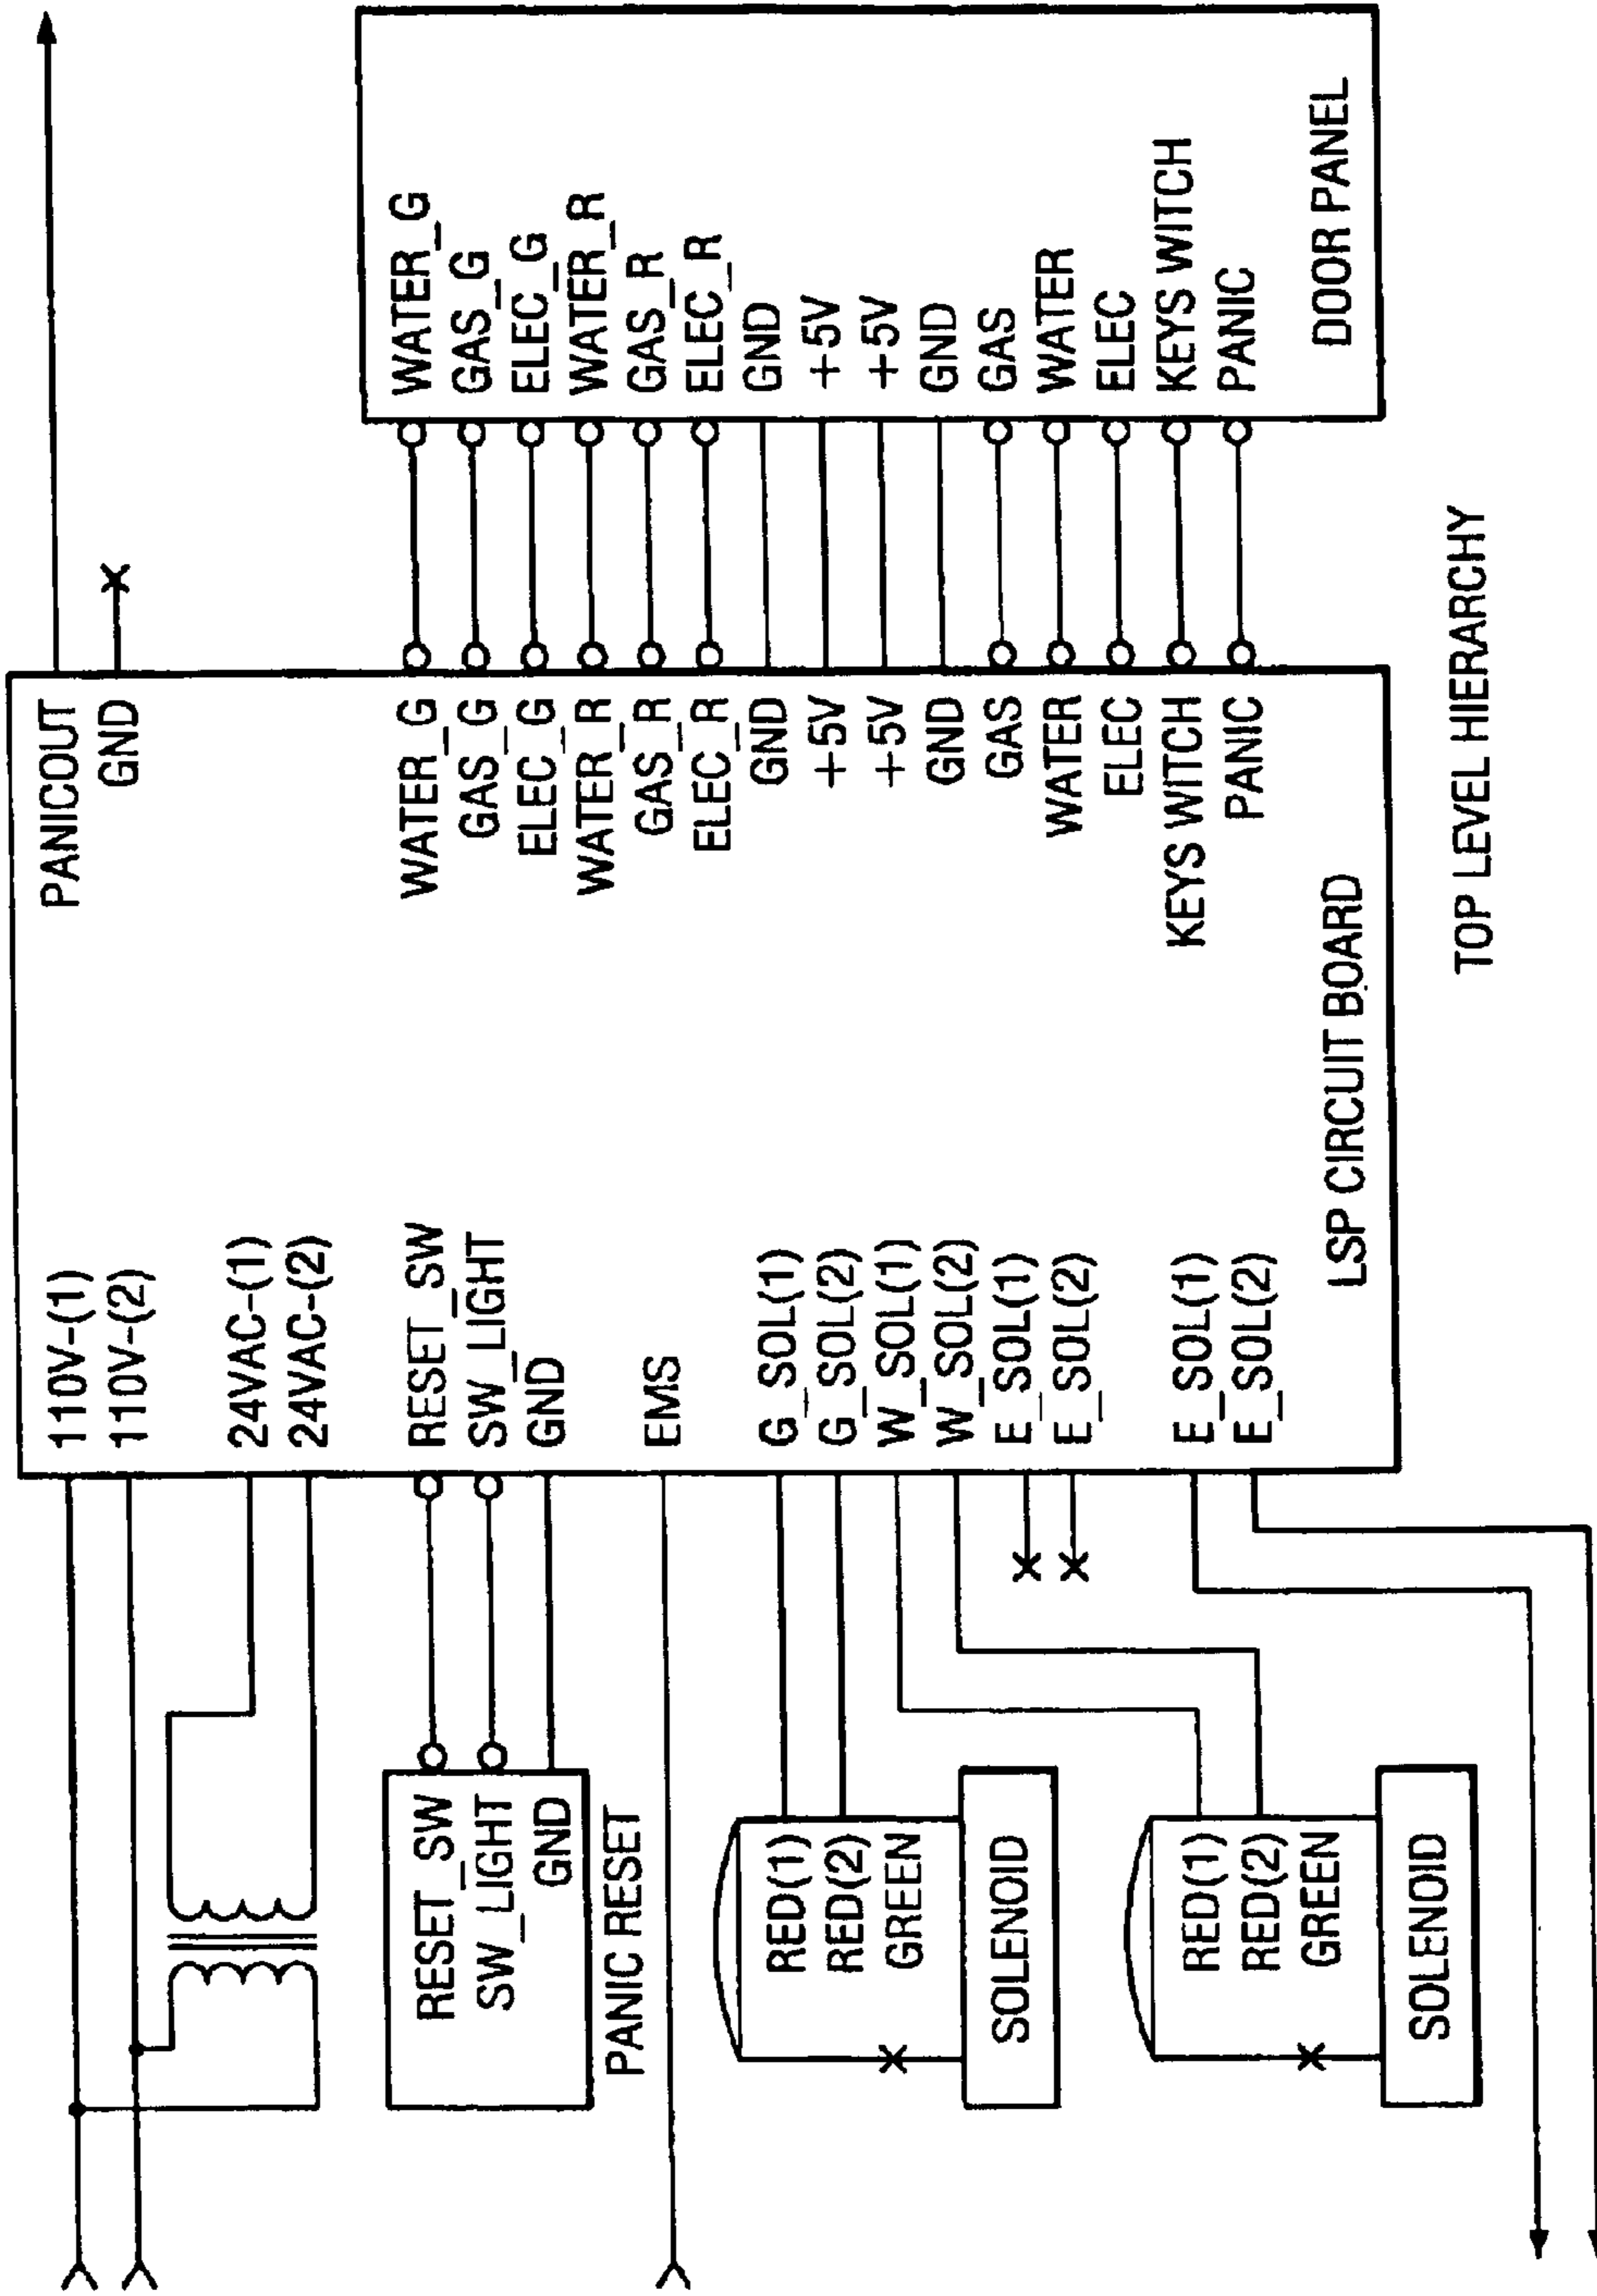 110V-(1)
110V-(2)
24VAC-(1)
24VAC-(2)
RESET_SW
SW_LIGHT
GND
EMS
G_SOL(1)
G_SOL(2)
W_SOL(1)
W_SOL(2)
E_SOL(1)
E_SOL(2)
E_SOL(1)
E_SOL(2)
PANICOUT
GND
WATER_G
GAS_G
ELEC_G
WATER_R
GAS_R
ELEC_R
GND
+5V
+5V
GND
GAS
WATER
ELEC
KEYS WITCH
PANIC
LSP CIRCUIT BOARD
RESET_SW
SW_LIGHT
GND
PANIC RESET
RED(1)
RED(2)
GREEN
SOLENOID
RED(1)
RED(2)
GREEN
SOLENOID
WATER_G
GAS_G
ELEC_G
WATER_R
GAS_R
ELEC_R
GND
+5V
+5V
GND
GAS
WATER
ELEC
KEYS WITCH
PANIC
DOOR PANEL
TOP LEVEL HIERARCHY